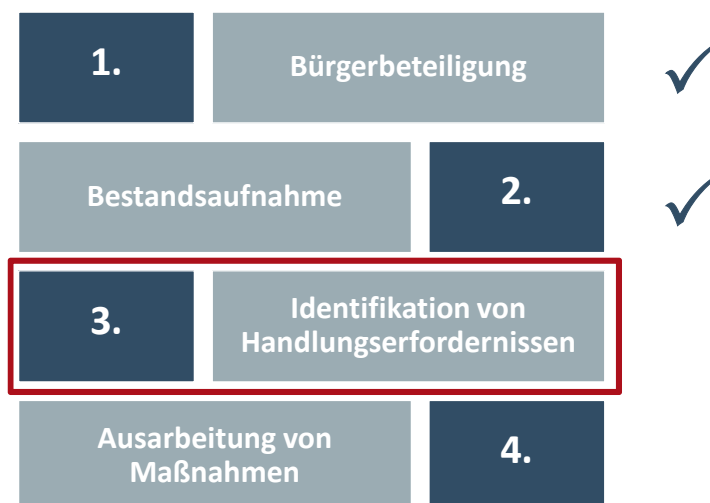 1.
Bürgerbeteiligung
Bestandsaufnahme
2.
3.
Identifikation von
Handlungserfordernissen
Ausarbeitung von
Maßnahmen
4.